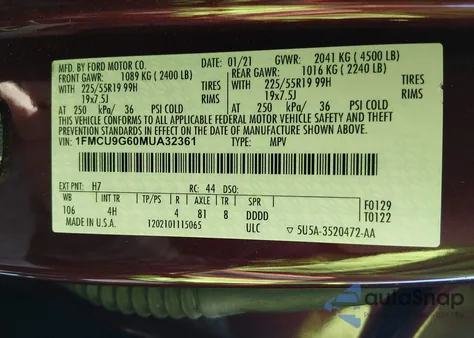 MFD. BY FORD MOTOR CO.
01/21 GVWR: 2041 KG ( 4500 LB)
FRONT GAWR: 1089 KG ( 2400 LB) REAR GAWR: 1016 KG ( 2240 LB)
WITH 225/55R19 99H TIRES WITH 225/55R19 99H
19x7.5J RIMS 19x7.5J
AT 250 kPa/ 36 PSI COLD AT 250 kPa/ 36 PSI COLD
THIS VEHICLE CONFORMS TO ALL APPLICABLE FEDERAL MOTOR VEHICLE SAFETY
AND THEFT PREVENTION STANDARDS IN EFFECT ON THE DATE OF MANUFACTURE SHOWN ABOVE.
VIN: 1FMCU9G60MUA32361
TYPE: MPV
EXT PNT: H7 RC: 44 DSO:
WB INT TR TP/PS R AXLE TR SPR
106 4H 4 81 8 DDDD
F0129
T0122
MADE IN U.S.A. 1202101115065 ULC 5U5A-3520472-AA
autoSnap